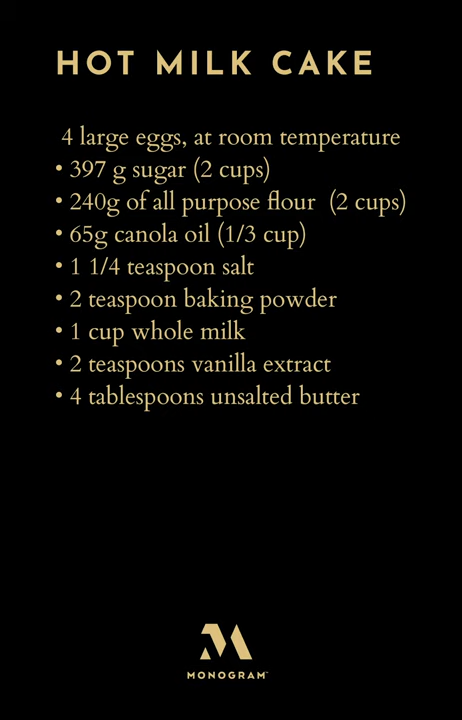 HOT MILK CAKE
4 large eggs, at room temperature
• 397 g sugar (2 cups)
• 240g of all purpose flour (2 cups)
• 65g canola oil (1/3 cup)
• 1 1/4 teaspoon salt
• 2 teaspoon baking powder
• 1 cup whole milk
• 2 teaspoons vanilla extract
• 4 tablespoons unsalted butter
MONOGRAM™